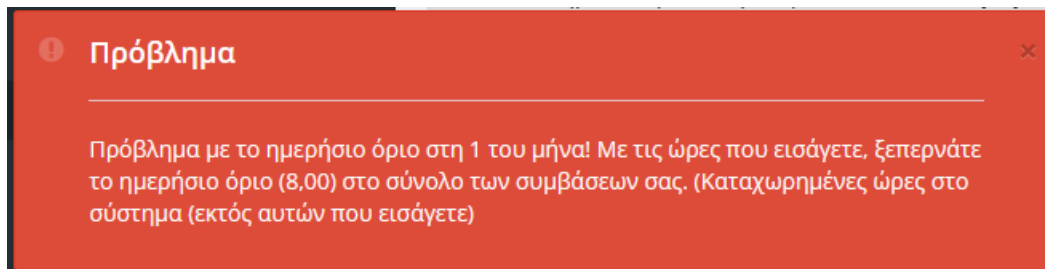 Πρόβλημα
Πρόβλημα με το ημερήσιο όριο στη 1 του μήνα! Με τις ώρες που εισάγετε, ξεπερνάτε
το ημερήσιο όριο (8,00) στο σύνολο των συμβάσεων σας. (Καταχωρημένες ώρες στο
σύστημα (εκτός αυτών που εισάγετε)